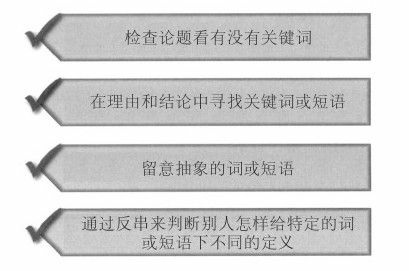 检查论题看有没有关键词
在理由和结论中寻找关键词或短语
留意抽象的词或短语
通过反串来判断别人怎样给特定的词
或短语下不同的定义